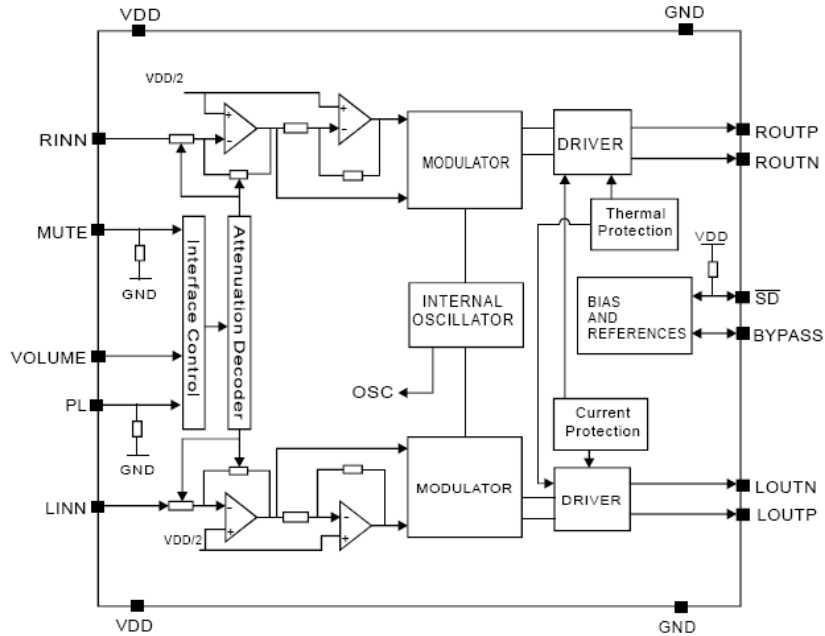 VDD
GND
VDD/2
RINN
MODULATOR
DRIVER
ROUTP
ROUTN
MUTE
GND
Interface Control
Attenuation Decoder
Thermal
Protection
VDD
INTERNAL
OSCILLATOR
BIAS
AND
REFERENCES
SD
BYPASS
VOLUME
OSC
PL
GND
Current
Protection
LINN
VDD/2
MODULATOR
DRIVER
LOUTN
LOUTP
VDD
GND